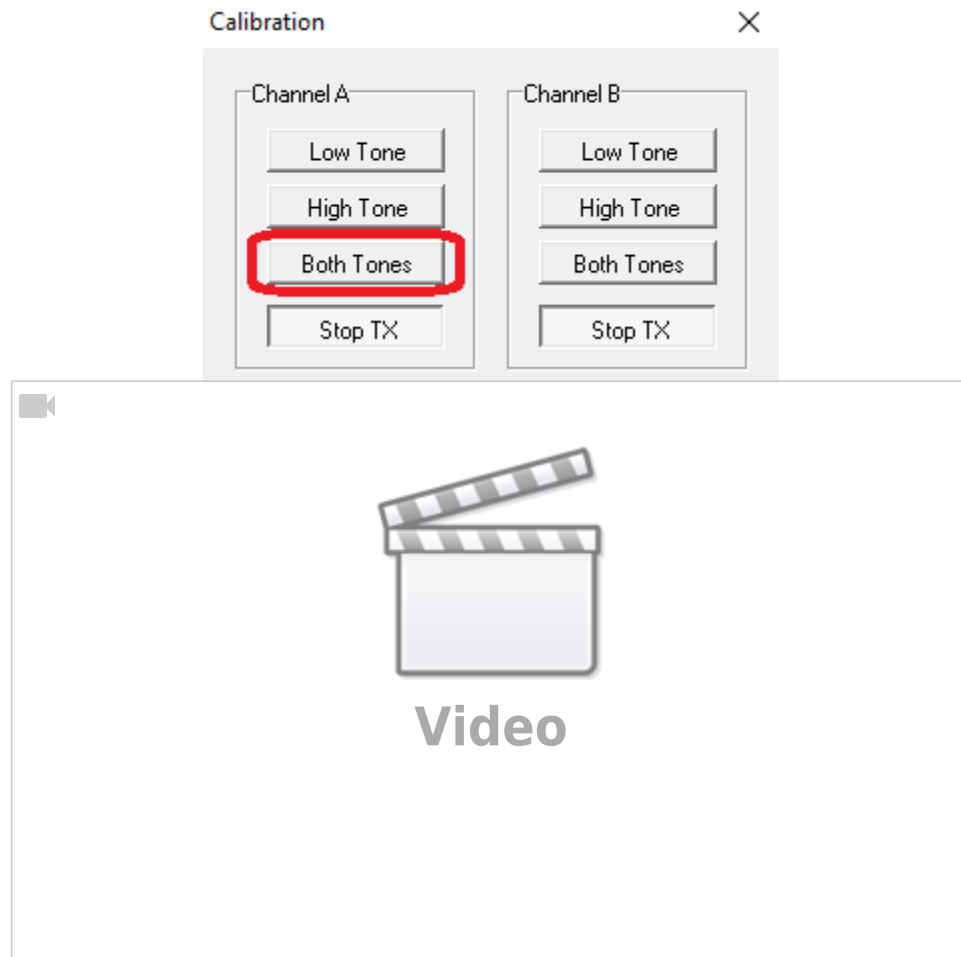 Calibration
Channel A
Channel B
Low Tone
Low Tone
High Tone
High Tone
Both Tones
Both Tones
Stop TX
Stop TX
Video